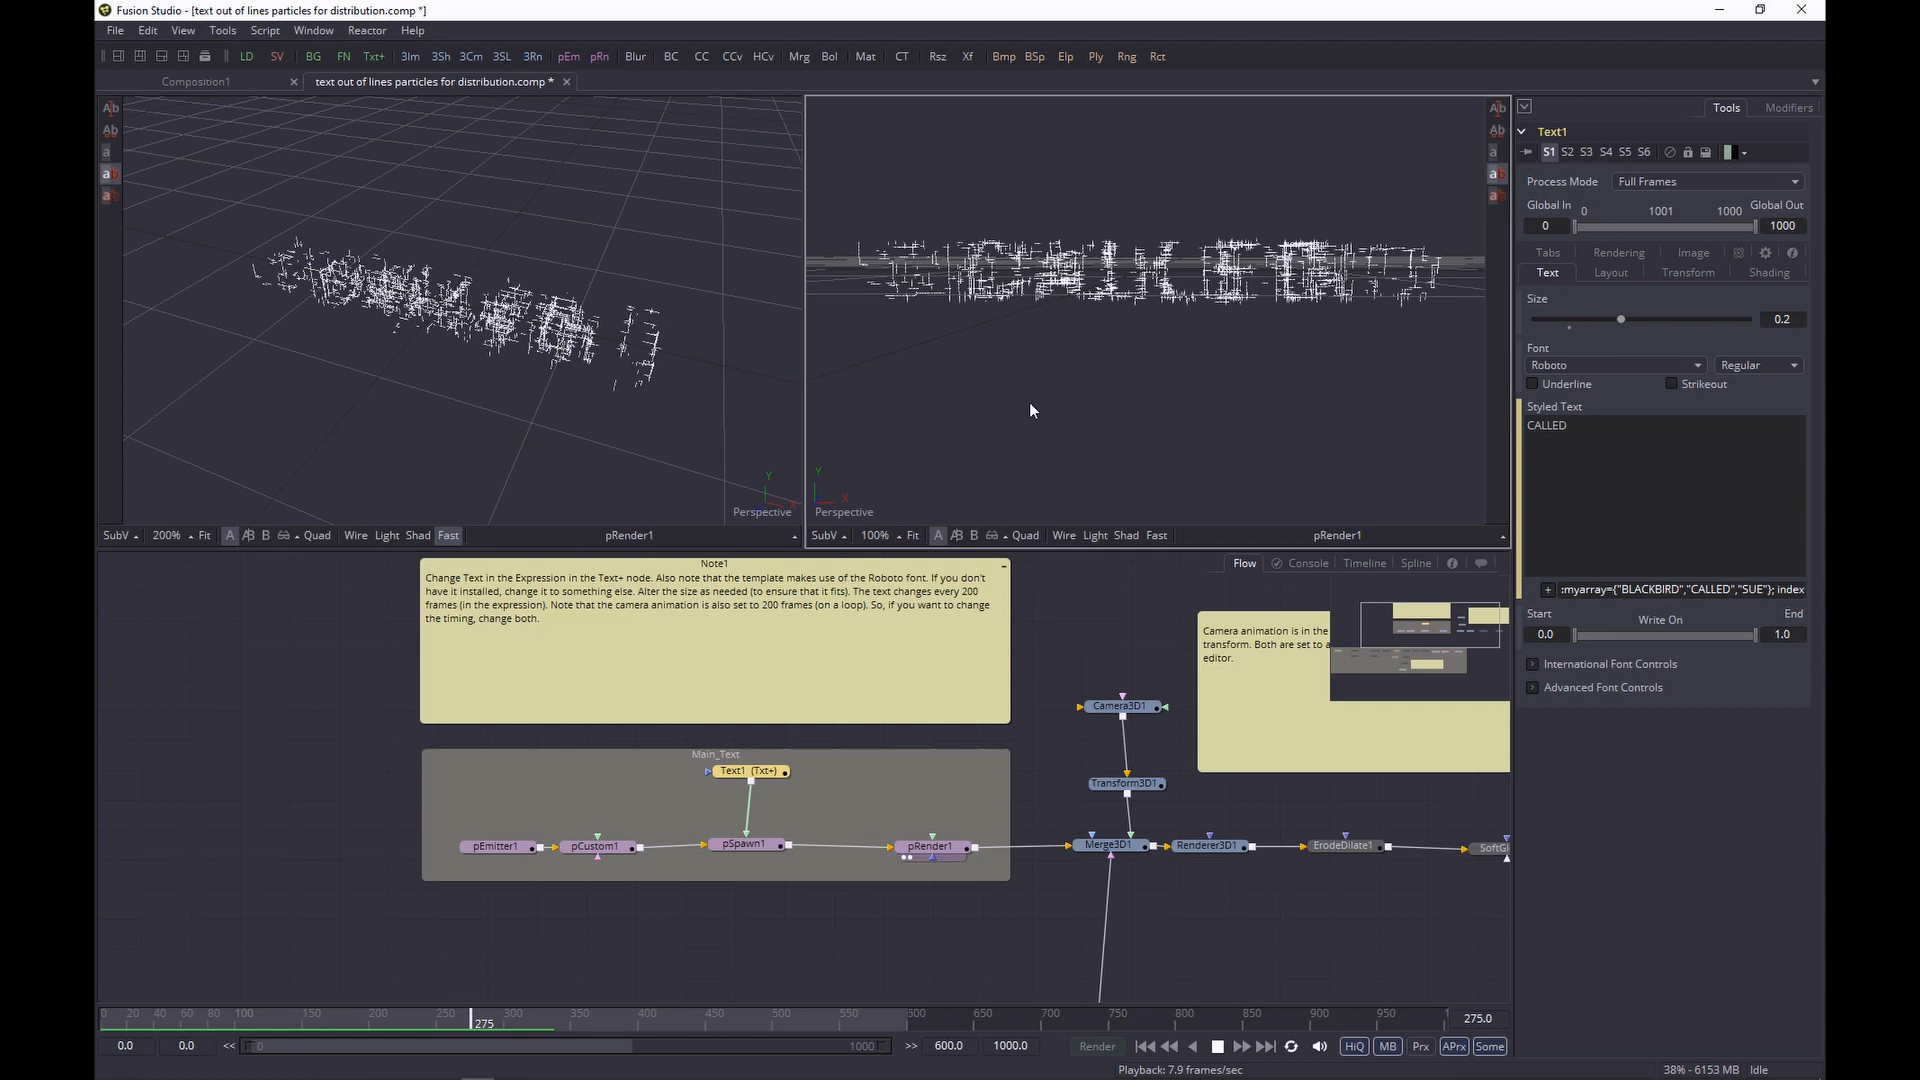 Fusion Studio - [text out of lines particles for distribution.comp *]
File Edit View Tools Script Window Reactor Help
LD SV BG FN Txt+ 3Im 3Sh 3Cm 3SL 3Rn pEm pRn Blur BC CC CCv HCv Mrg Bol Mat CT Rsz Xf Bmp BSp Elp Ply Rng Rct
Composition1 text out of lines particles for distribution.comp *
Perspective
Y
X
Perspective
Y
X
SubV 200% Fit A A/B B Quad Wire Light Shad Fast pRender1
SubV 100% Fit A A/B B Quad Wire Light Shad Fast pRender1
Tools Modifiers
Text1
S1 S2 S3 S4 S5 S6
Process Mode Full Frames
Global In 0 1001 1000 Global Out
0 1000
Tabs Rendering Image
Text Layout Transform Shading
Size
0.2
Font
Roboto Regular
Underline Strikeout
Styled Text
CALLED
:myarray={"BLACKBIRD","CALLED","SUE"}; index
Start Write On End
0.0 1.0
International Font Controls
Advanced Font Controls
Flow Console Timeline Spline
Note1
Change Text in the Expression in the Text+ node. Also note that the template makes use of the Roboto font. If you don't
have it installed, change it to something else. Alter the size as needed (to ensure that it fits). The text changes every 200
frames (in the expression). Note that the camera animation is also set to 200 frames (on a loop). So, if you want to change
the timing, change both.
Camera animation is in the
transform. Both are set to a
editor.
Main_Text
Text1 (Txt+)
pEmitter1 pCustom1 pSpawn1 pRender1
Camera3D1
Transform3D1
Merge3D1 Renderer3D1 ErodeDilate1 SoftGl
0 20 40 60 80 100 150 200 250 275 300 350 400 450 500 550 600 650 700 750 800 850 900 950 1 275.0
0.0 0.0 << 0 1000 >> 600.0 1000.0 Render HiQ MB Prx APrx Some
Playback: 7.9 frames/sec 38% - 6153 MB Idle